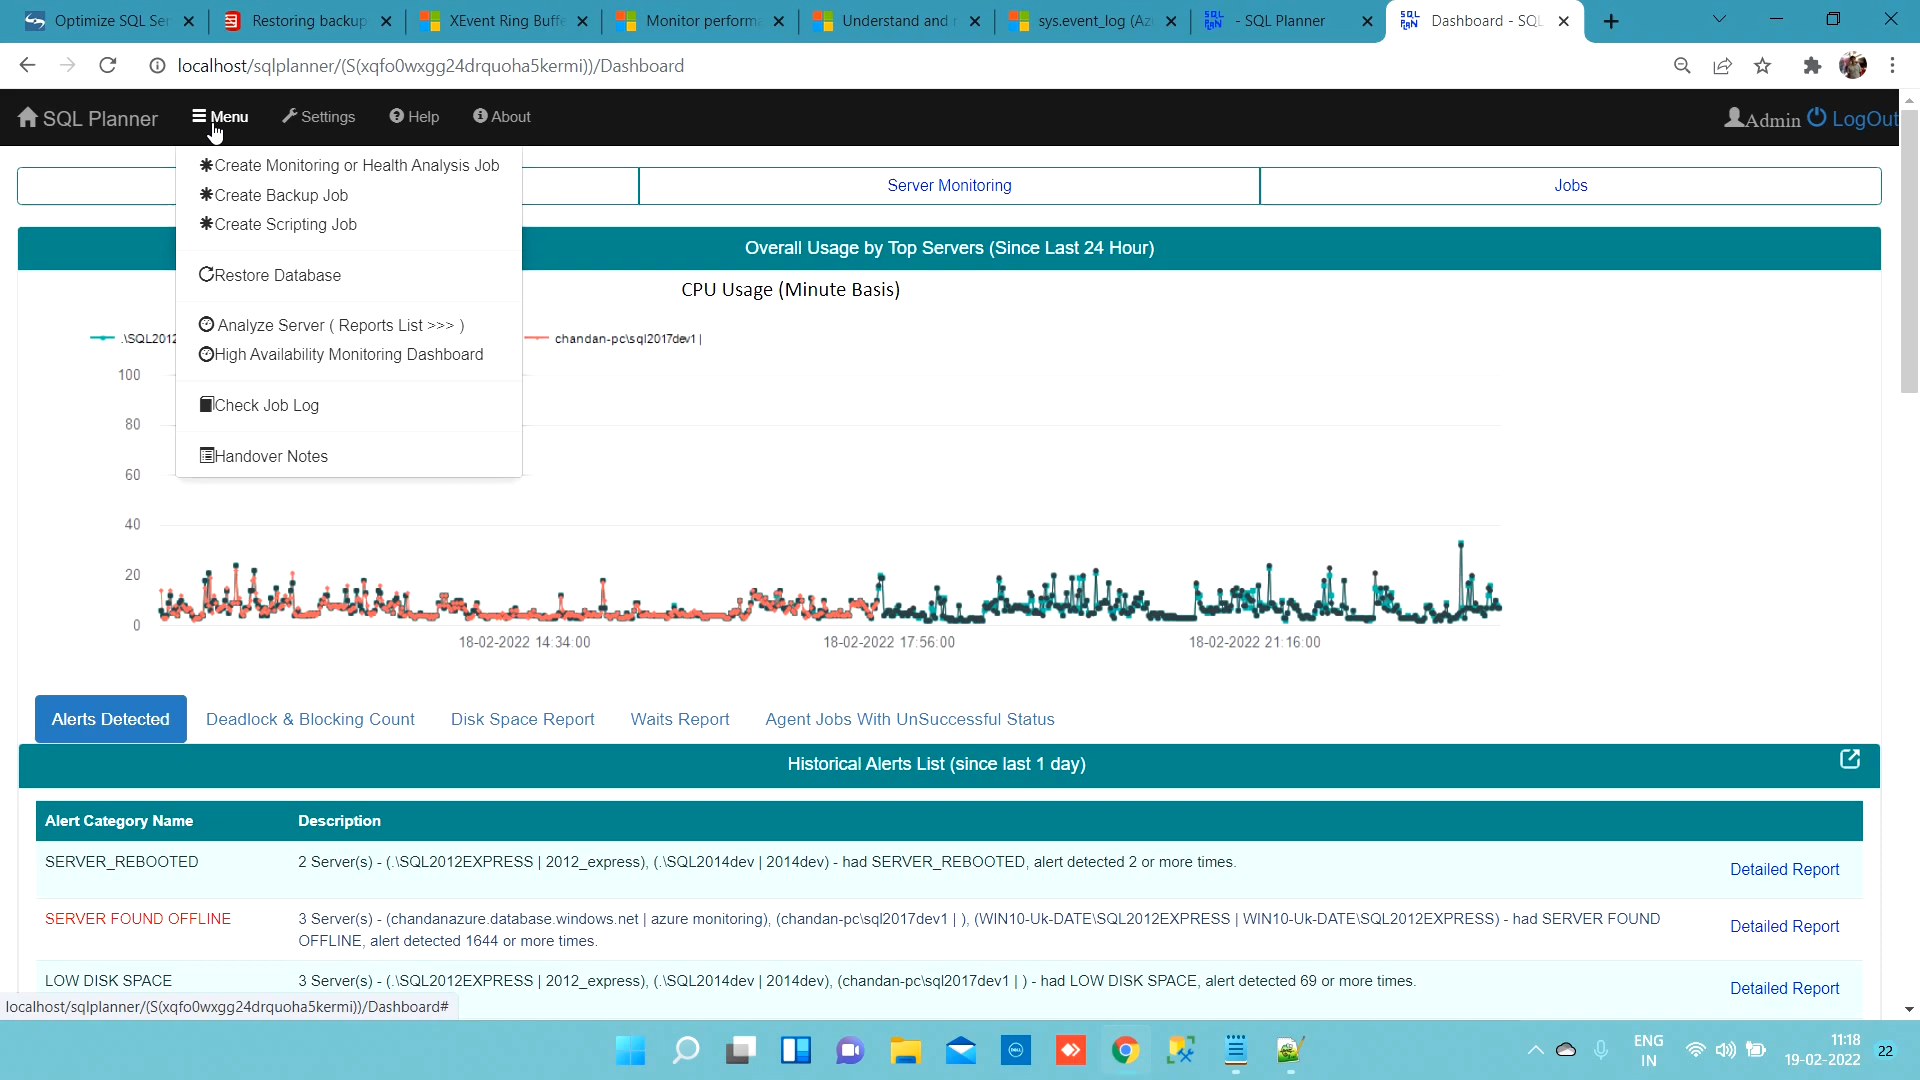 Optimize SQL Ser
Restoring backup
XEvent Ring Buffe
Monitor performa
Understand and r
sys.event_log (Az
- SQL Planner
Dashboard - SQL
localhost/sqlplanner/(S(xqfo0wxgg24drquoha5kermi))/Dashboard
SQL Planner
Menu
Settings
Help
About
Admin
LogOut
Create Monitoring or Health Analysis Job
Create Backup Job
Create Scripting Job
Restore Database
Analyze Server ( Reports List >>> )
High Availability Monitoring Dashboard
Check Job Log
Handover Notes
Server Monitoring
Jobs
Overall Usage by Top Servers (Since Last 24 Hour)
CPU Usage (Minute Basis)
.\SQL2012
chandan-pc\sql2017dev1 |
100
80
60
40
20
0
18-02-2022 14:34:00
18-02-2022 17:56:00
18-02-2022 21:16:00
Alerts Detected
Deadlock & Blocking Count
Disk Space Report
Waits Report
Agent Jobs With UnSuccessful Status
Historical Alerts List (since last 1 day)
Alert Category Name
Description
SERVER_REBOOTED
2 Server(s) - (.\SQL2012EXPRESS | 2012_express), (.\SQL2014dev | 2014dev) - had SERVER_REBOOTED, alert detected 2 or more times.
Detailed Report
SERVER FOUND OFFLINE
3 Server(s) - (chandanazure.database.windows.net | azure monitoring), (chandan-pc\sql2017dev1 | ), (WIN10-Uk-DATE\SQL2012EXPRESS | WIN10-Uk-DATE\SQL2012EXPRESS) - had SERVER FOUND
OFFLINE, alert detected 1644 or more times.
Detailed Report
LOW DISK SPACE
3 Server(s) - (.\SQL2012EXPRESS | 2012_express), (.\SQL2014dev | 2014dev), (chandan-pc\sql2017dev1 | ) - had LOW DISK SPACE, alert detected 69 or more times.
Detailed Report
localhost/sqlplanner/(S(xqfo0wxgg24drquoha5kermi))/Dashboard#
ENG
IN
11:18
19-02-2022
22